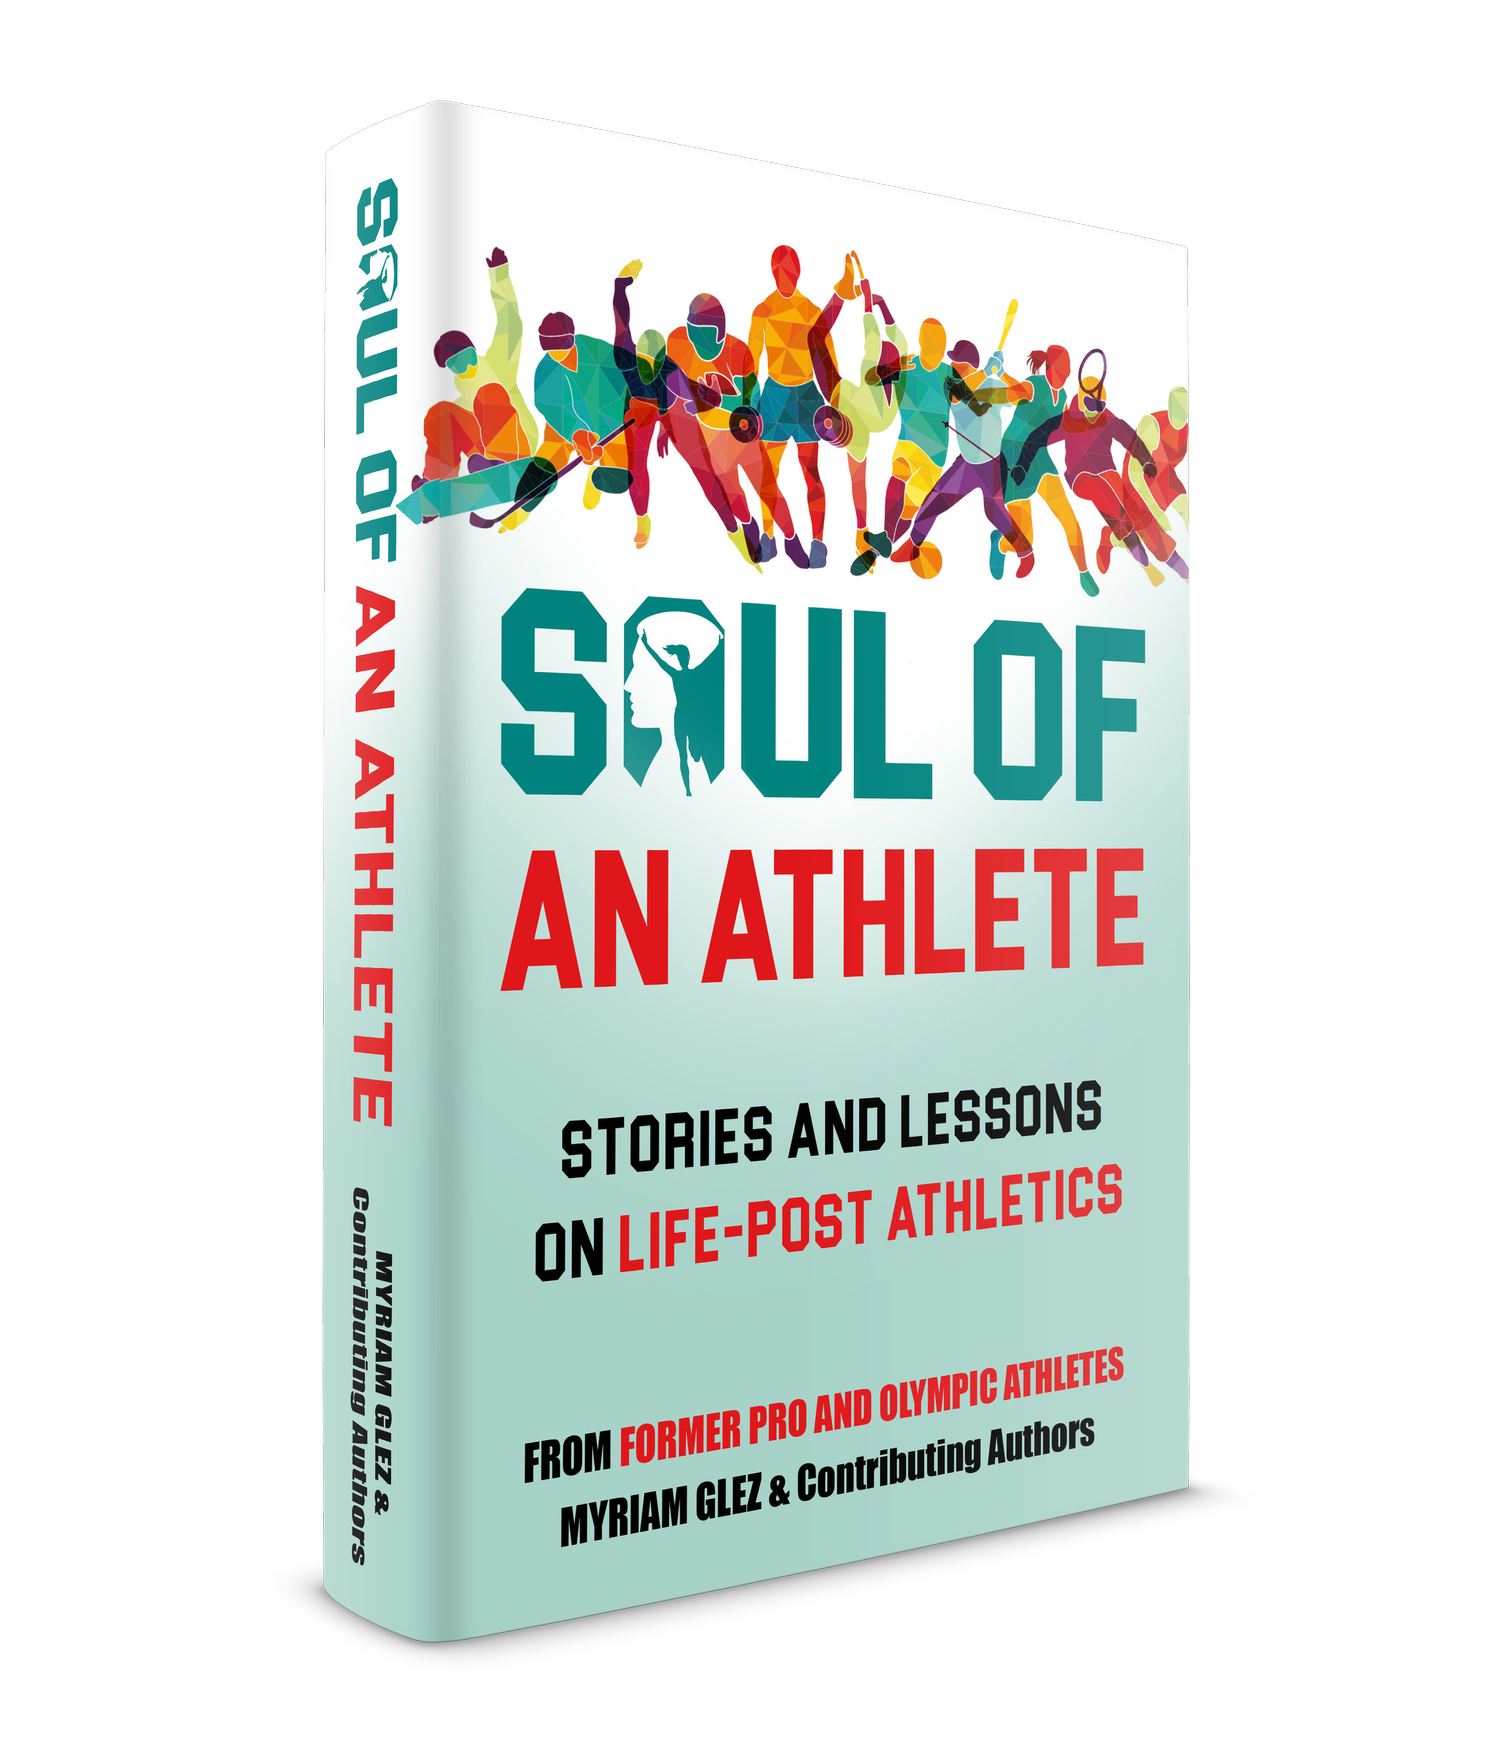 SOUL OF AN ATHLETE
MYRIAM GLEZ &
Contributing Authors
SOUL OF
AN ATHLETE
STORIES AND LESSONS
ON LIFE-POST ATHLETICS
FROM FORMER PRO AND OLYMPIC ATHLETES
MYRIAM GLEZ & Contributing Authors